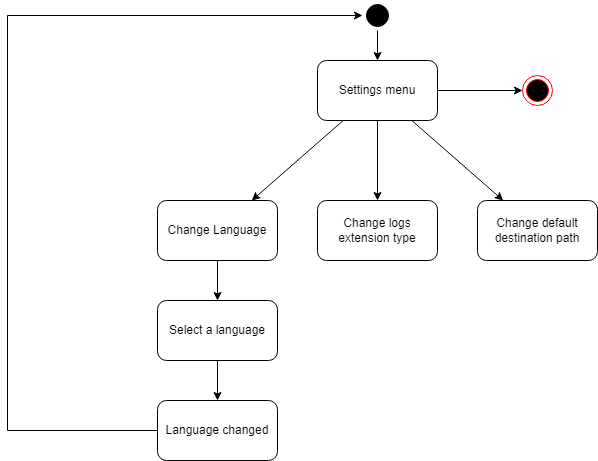 Settings menu
Change Language
Change logs
extension type
Change default
destination path
Select a language
Language changed